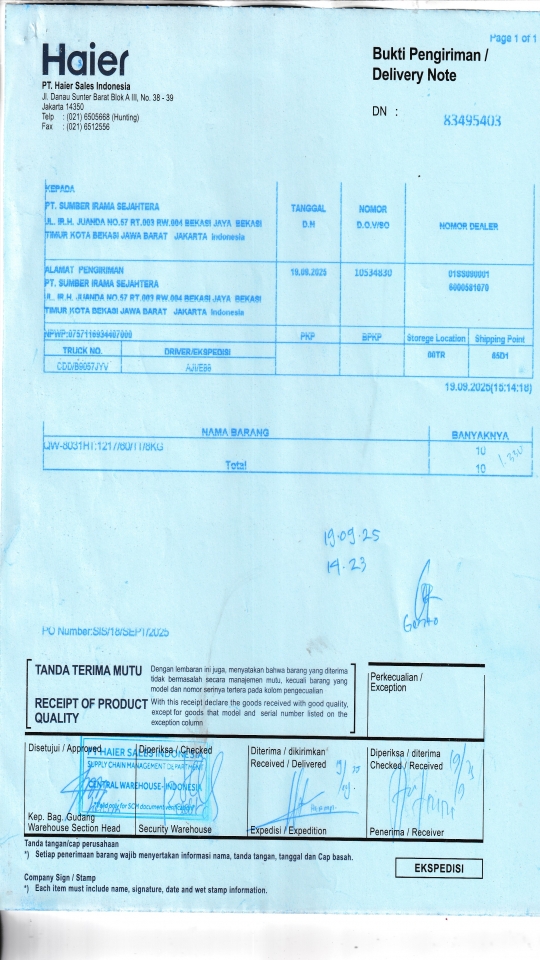 Page 1 of 1
Haier
Bukti Pengiriman /
Delivery Note
PT. Haier Sales Indonesia
Jl. Danau Sunter Barat Blok A III, No. 38 - 39
Jakarta 14350
Telp : (021) 6505668 (Hunting)
Fax : (021) 6512556
DN :
83495403
KEPADA
PT. SUMBER IRAMA SEJAHTERA
JL. IR.H. JUANDA NO.57 RT.003 RW.004 BEKASI JAYA BEKASI
TIMUR KOTA BEKASI JAWA BARAT JAKARTA Indonesia
TANGGAL
D.N
NOMOR
D.O.V/SO
NOMOR DEALER
ALAMAT PENGIRIMAN
PT. SUMBER IRAMA SEJAHTERA
JL. IR.H. JUANDA NO.57 RT.003 RW.004 BEKASI JAYA BEKASI
TIMUR KOTA BEKASI JAWA BARAT JAKARTA Indonesia
19.09.2025
10534830
6000581070
PKP
BPKP
Storege Location
Shipping Point
TRUCK NO.
DRIVER/EKSPEDISI
19.09.2025(15:14:18)
NAMA BARANG
BANYAKNYA
10
Total
10
19.09.25
14.23
PO Number:SIS/18/SEPT/2025
TANDA TERIMA MUTU
Dengan lembaran ini juga, menyatakan bahwa barang yang diterima
tidak bermasalah secara manajemen mutu, kecuali barang yang
model dan nomor serinya tertera pada kolom pengecualian
RECEIPT OF PRODUCT
QUALITY
With this receipt declare the goods received with good quality,
except for goods that model and serial number listed on the
exception column
Perkecualian /
Exception
Disetujui / Approved
Diperiksa / Checked
Diterima / dikirimkan
Received / Delivered
Diperiksa / diterima
Checked / Received
PT HAIER SALES INDONESIA
SUPPLY CHAIN MANAGEMENT DEPARTMENT
CENTRAL WAREHOUSE - INDONESIA
Kep. Bag. Gudang
Warehouse Section Head
Security Warehouse
Expedisi / Expedition
Penerima / Receiver
Tanda tangan/cap perusahaan
*) Setiap penerimaan barang wajib menyertakan informasi nama, tanda tangan, tanggal dan Cap basah.
EKSPEDISI
Company Sign / Stamp
*) Each item must include name, signature, date and wet stamp information.